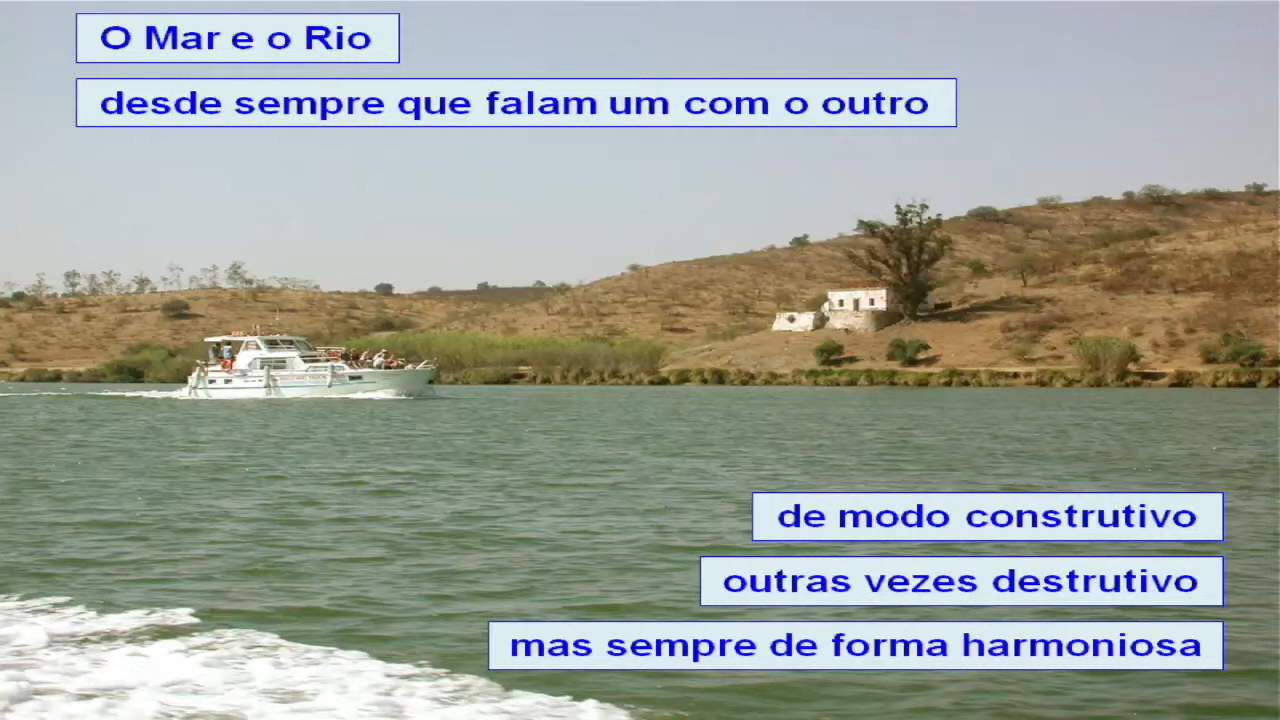 O Mar e o Rio
desde sempre que falam um com o outro
de modo construtivo
outras vezes destrutivo
mas sempre de forma harmoniosa